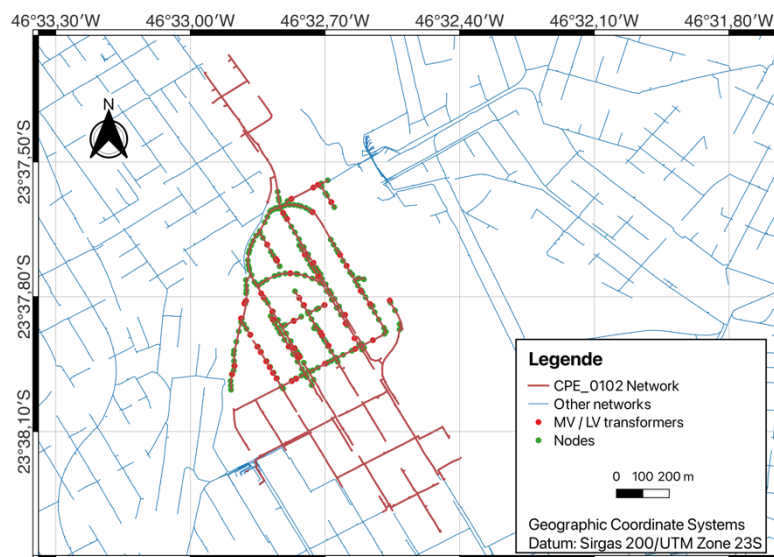 46°33,30′W 46°33,00′W 46°32,70′W 46°32,40′W 46°32,10′W 46°31,80′W
N
23°37,50′S
23°37,80′S
23°38,10′S
Legende
CPE_0102 Network
Other networks
MV / LV transformers
Nodes
0 100 200 m
Geographic Coordinate Systems
Datum: Sirgas 200/UTM Zone 23S